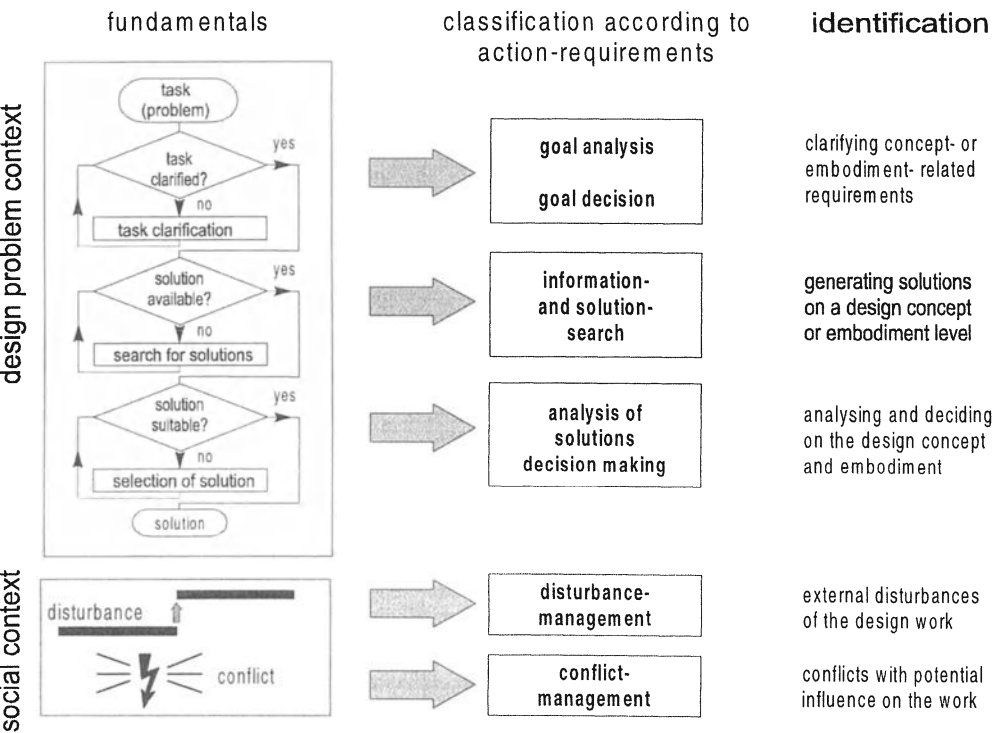 fundamentals
classification according to
action-requirements
identification
design problem context
task
(problem)
yes
task
clarified?
no
task clarification
yes
solution
available?
no
search for solutions
yes
solution
suitable?
no
selection of solution
solution
goal analysis
goal decision
clarifying concept- or
embodiment- related
requirements
information-
and solution-
search
generating solutions
on a design concept
or embodiment level
analysis of
solutions
decision making
analysing and deciding
on the design concept
and embodiment
social context
disturbance
conflict
disturbance-
management
external disturbances
of the design work
conflict-
management
conflicts with potential
influence on the work